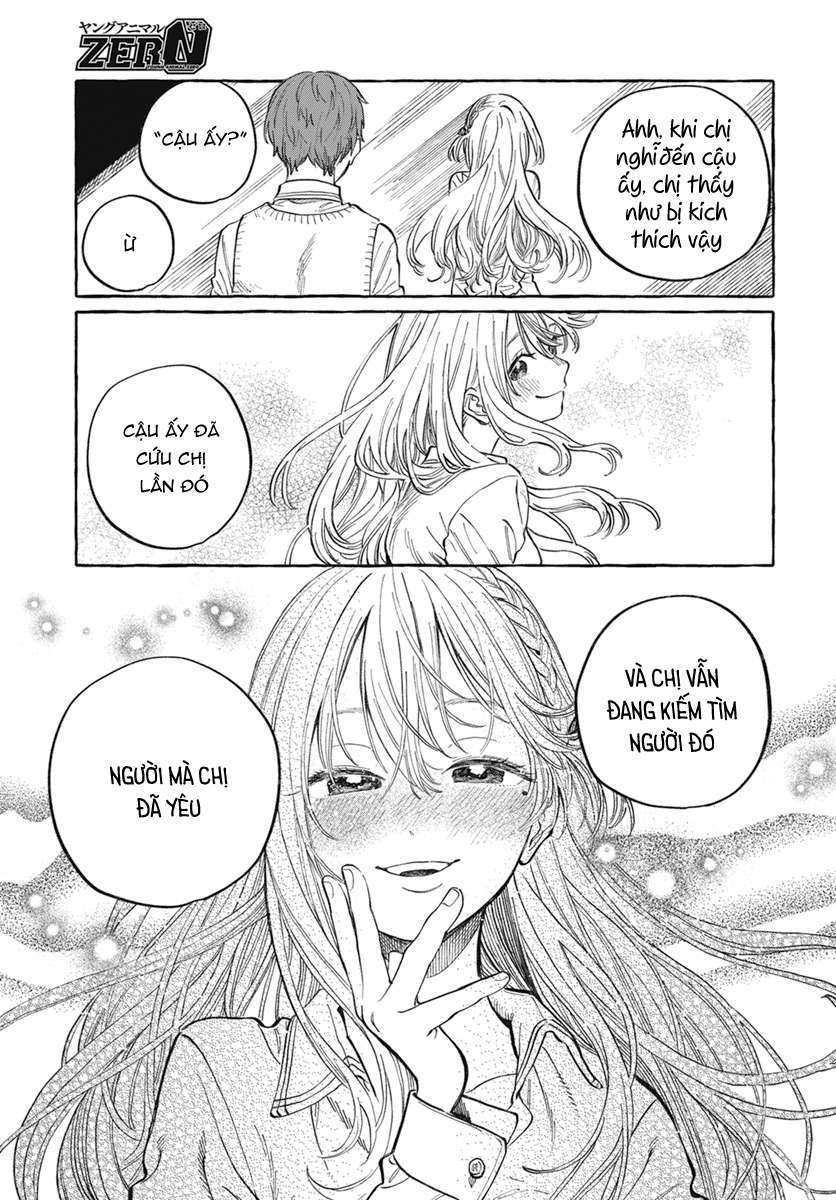 ヤングアニマル
ZERO
Ahh, khi chị
nghĩđến cậu
ấy, chị thấy
như bị kích
thích vậy
"CẬU ẤY?"
Ừ
CẬU ẤY ĐÃ
CỨU CHỊ
LẦN ĐÓ
VÀ CHỊ VẪN
ĐANG KIẾM TÌM
NGƯỜI ĐÓ
NGƯỜI MÀ CHỊ
ĐÃ YÊU